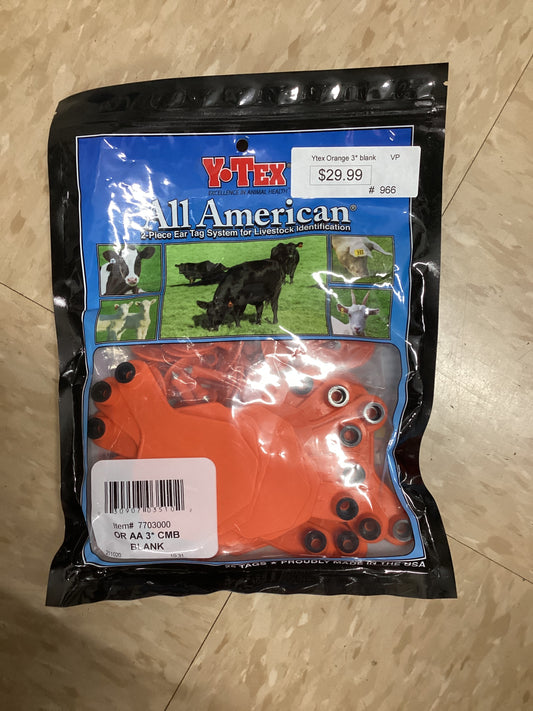 Ytex Orange 3* blank VP
$29.99
# 966
Y•TEX
EXCELLENCE IN ANIMAL HEALTH
All American®
2-Piece Ear Tag System for Livestock Identification
Item# 7703000
OR AA 3* CMB
BLANK
25 TAGS ★ PROUDLY MADE IN THE USA